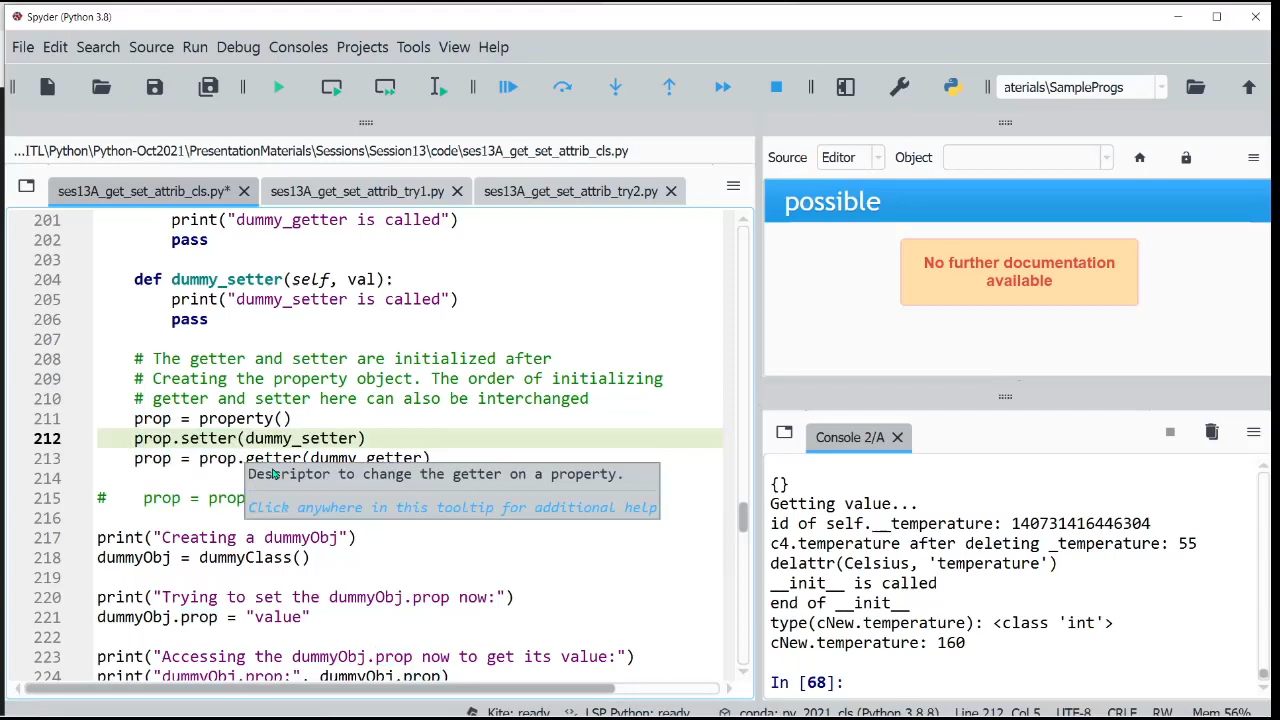 Spyder (Python 3.8)
File Edit Search Source Run Debug Consoles Projects Tools View Help
aterials\SampleProgs
...ITL\Python\Python-Oct2021\PresentationMaterials\Sessions\Session13\code\ses13A_get_set_attrib_cls.py
ses13A_get_set_attrib_cls.py* ses13A_get_set_attrib_try1.py ses13A_get_set_attrib_try2.py
201 print("dummy_getter is called")
202 pass
203
204 def dummy_setter(self, val):
205 print("dummy_setter is called")
206 pass
207
208 # The getter and setter are initialized after
209 # Creating the property object. The order of initializing
210 # getter and setter here can also be interchanged
211 prop = property()
212 prop.setter(dummy_setter)
213 prop = prop.getter(dummy_getter)
214
215 # prop = prop
216
217 print("Creating a dummyObj")
218 dummyObj = dummyClass()
219
220 print("Trying to set the dummyObj.prop now:")
221 dummyObj.prop = "value"
222
223 print("Accessing the dummyObj.prop now to get its value:")
224 print("dummyObj.prop:", dummyObj.prop)
Descriptor to change the getter on a property.
Click anywhere in this tooltip for additional help
Source Editor Object
possible
No further documentation
available
Console 2/A
{}
Getting value...
id of self.__temperature: 140731416446304
c4.temperature after deleting _temperature: 55
delattr(Celsius, 'temperature')
__init__ is called
end of __init__
type(cNew.temperature): <class 'int'>
cNew.temperature: 160
In [68]:
Kite: ready LSP Python: ready conda: py_2021_cls (Python 3.8.8) Line 212, Col 5 UTF-8 CRLF RW Mem 56%